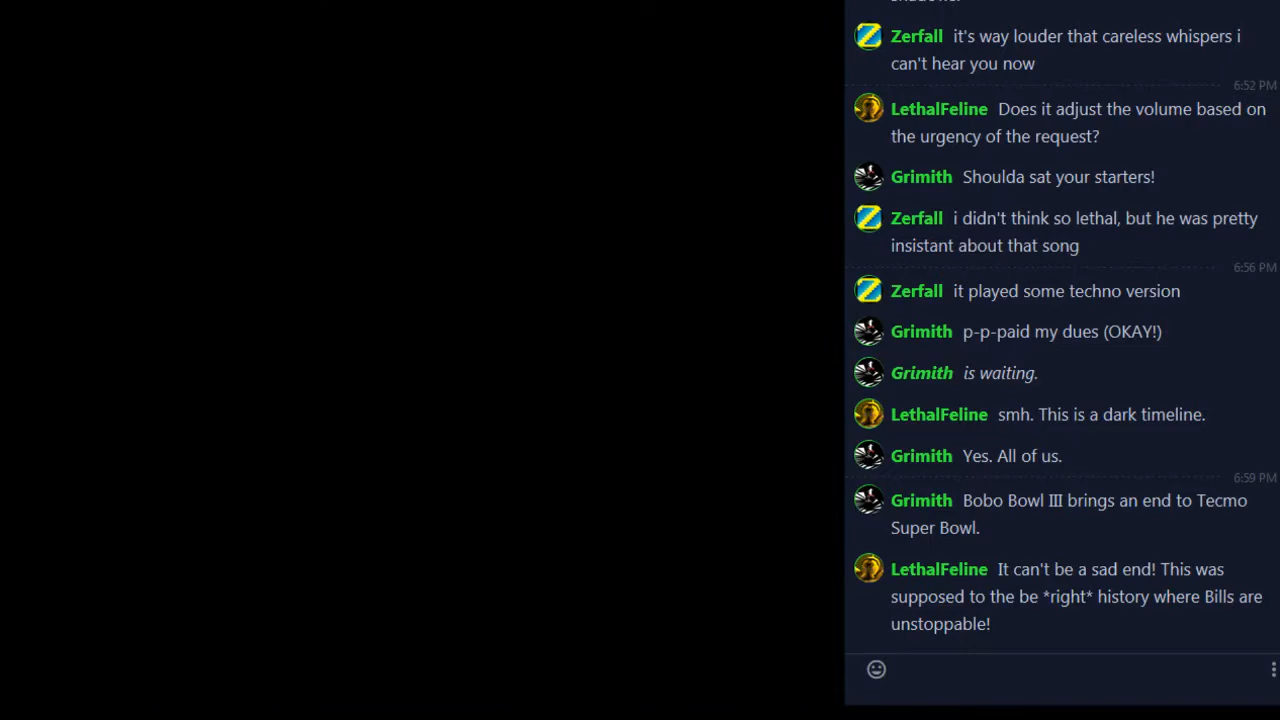 Zerfall it's way louder that careless whispers i
can't hear you now
6:52 PM
LethalFeline Does it adjust the volume based on
the urgency of the request?
Grimith Shoulda sat your starters!
Zerfall i didn't think so lethal, but he was pretty
insistant about that song
6:56 PM
Zerfall it played some techno version
Grimith p-p-paid my dues (OKAY!)
Grimith is waiting.
LethalFeline smh. This is a dark timeline.
Grimith Yes. All of us.
6:59 PM
Grimith Bobo Bowl III brings an end to Tecmo
Super Bowl.
LethalFeline It can't be a sad end! This was
supposed to the be *right* history where Bills are
unstoppable!